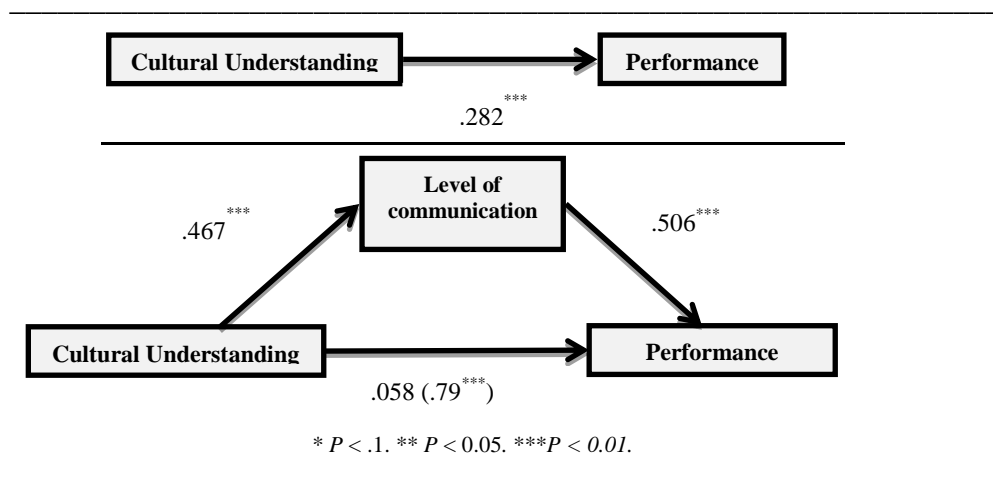 Cultural Understanding
Performance
.282***
Level of
communication
.467***
.506***
Cultural Understanding
Performance
.058 (.79***)
* P < .1. ** P < 0.05. ***P < 0.01.